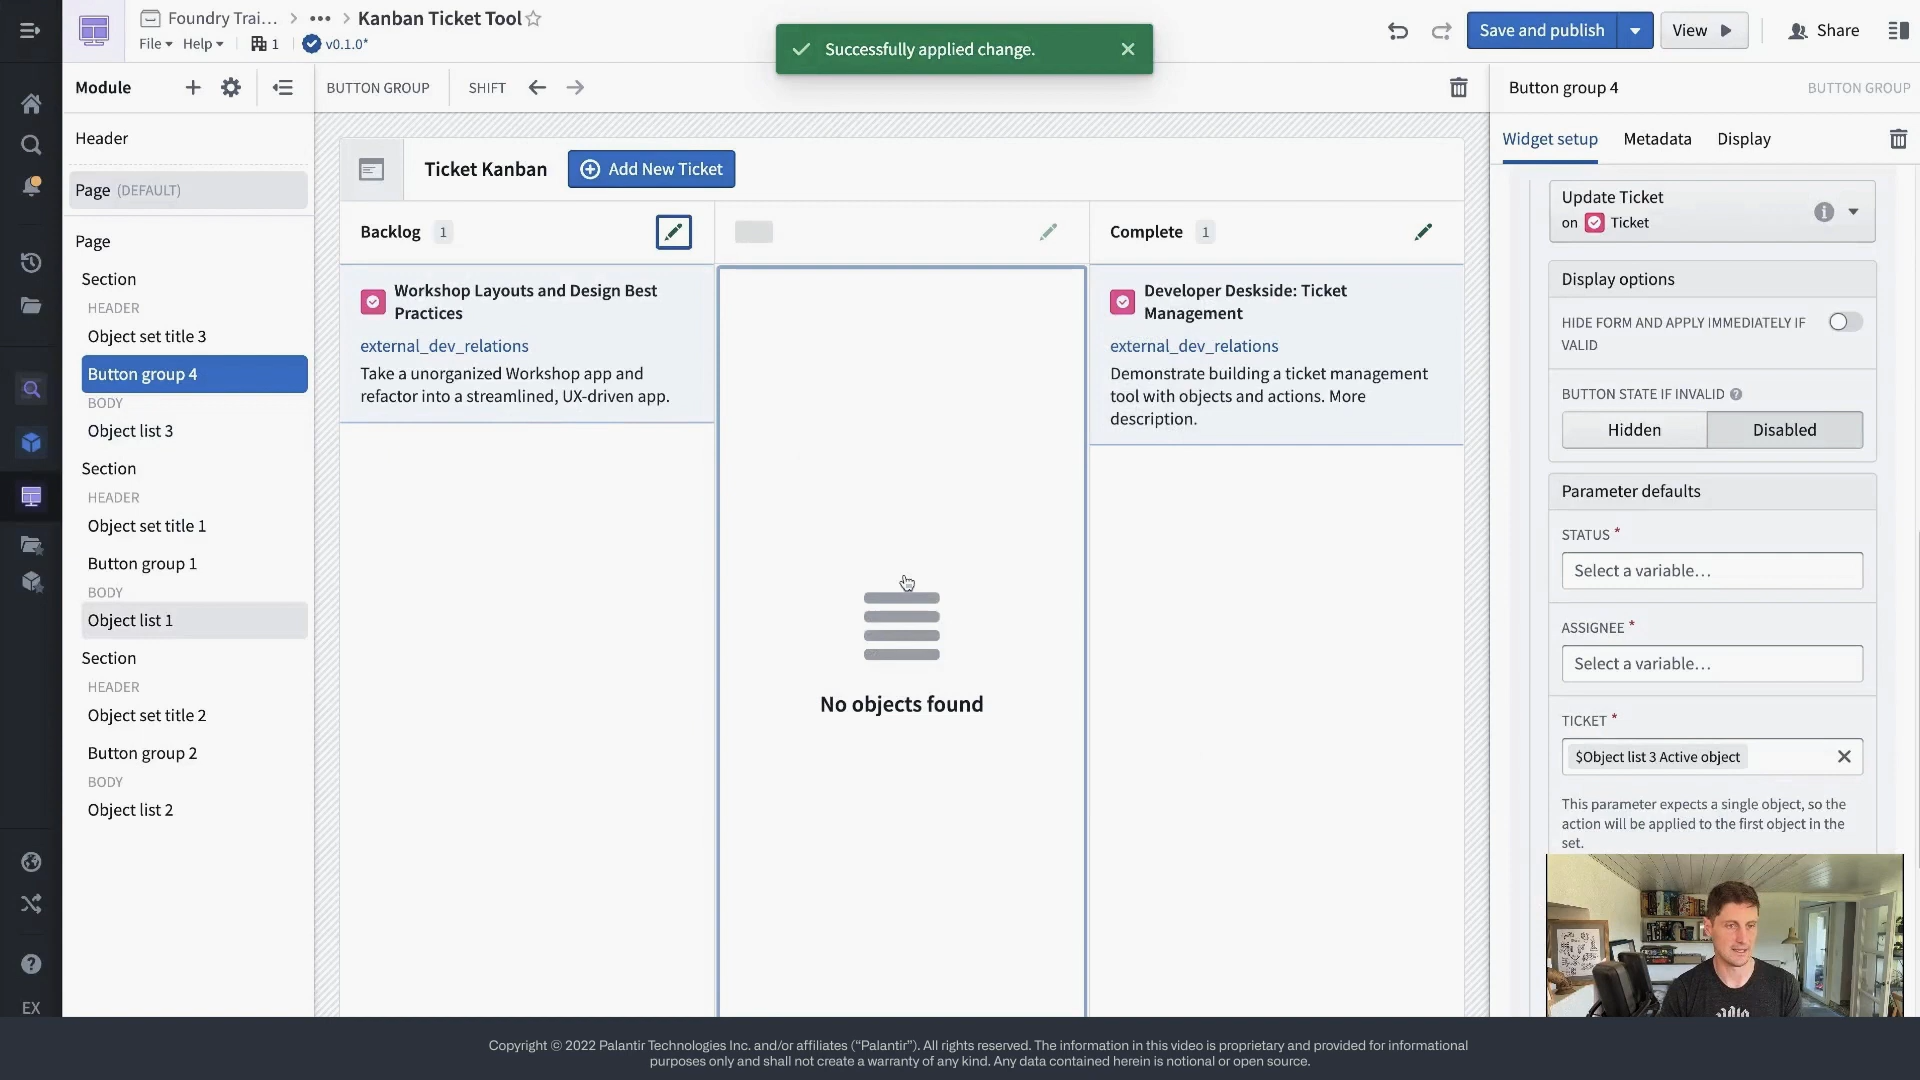 Foundry Trai... > ••• > Kanban Ticket Tool
File Help 1 v0.1.0*
Successfully applied change.
Save and publish
View
Share
Module
BUTTON GROUP
SHIFT
Button group 4
BUTTON GROUP
Header
Widget setup
Metadata
Display
Page (DEFAULT)
Page
Section
HEADER
Object set title 3
Button group 4
BODY
Object list 3
Section
HEADER
Object set title 1
Button group 1
BODY
Object list 1
Section
HEADER
Object set title 2
Button group 2
BODY
Object list 2
EX
Ticket Kanban
Add New Ticket
Backlog 1
Workshop Layouts and Design Best
Practices
external_dev_relations
Take a unorganized Workshop app and
refactor into a streamlined, UX-driven app.
No objects found
Complete 1
Developer Deskside: Ticket
Management
external_dev_relations
Demonstrate building a ticket management
tool with objects and actions. More
description.
Update Ticket
on Ticket
Display options
HIDE FORM AND APPLY IMMEDIATELY IF
VALID
BUTTON STATE IF INVALID
Hidden
Disabled
Parameter defaults
STATUS *
Select a variable...
ASSIGNEE *
Select a variable...
TICKET *
$Object list 3 Active object
This parameter expects a single object, so the
action will be applied to the first object in the
set.
Copyright © 2022 Palantir Technologies Inc. and/or affiliates (“Palantir”). All rights reserved. The information in this video is proprietary and provided for informational
purposes only and shall not create a warranty of any kind. Any data contained herein is notional or open source.